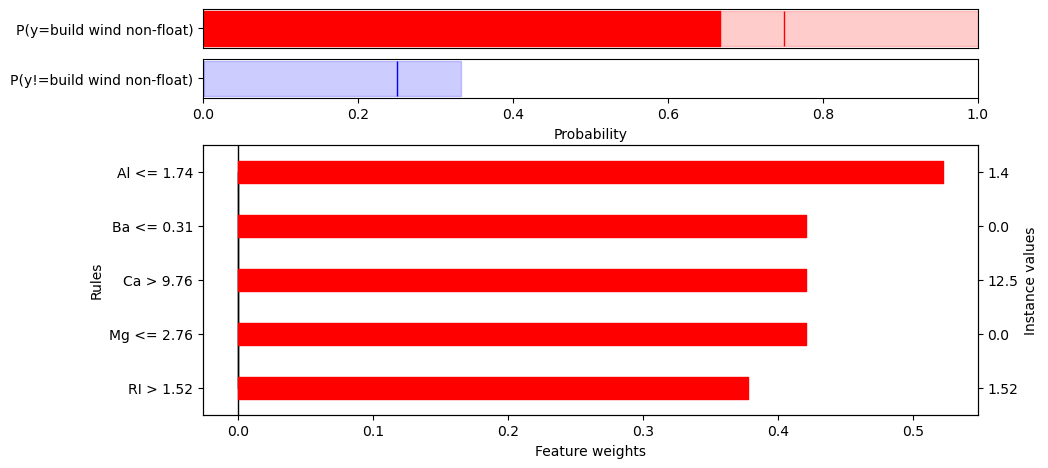 P(y=build wind non-float)
P(y!=build wind non-float)
0.0 0.2 0.4 0.6 0.8 1.0
Probability
Al <= 1.74 1.4
Ba <= 0.31 0.0
Ca > 9.76 12.5
Mg <= 2.76 0.0
RI > 1.52 1.52
Rules
Instance values
0.0 0.1 0.2 0.3 0.4 0.5
Feature weights